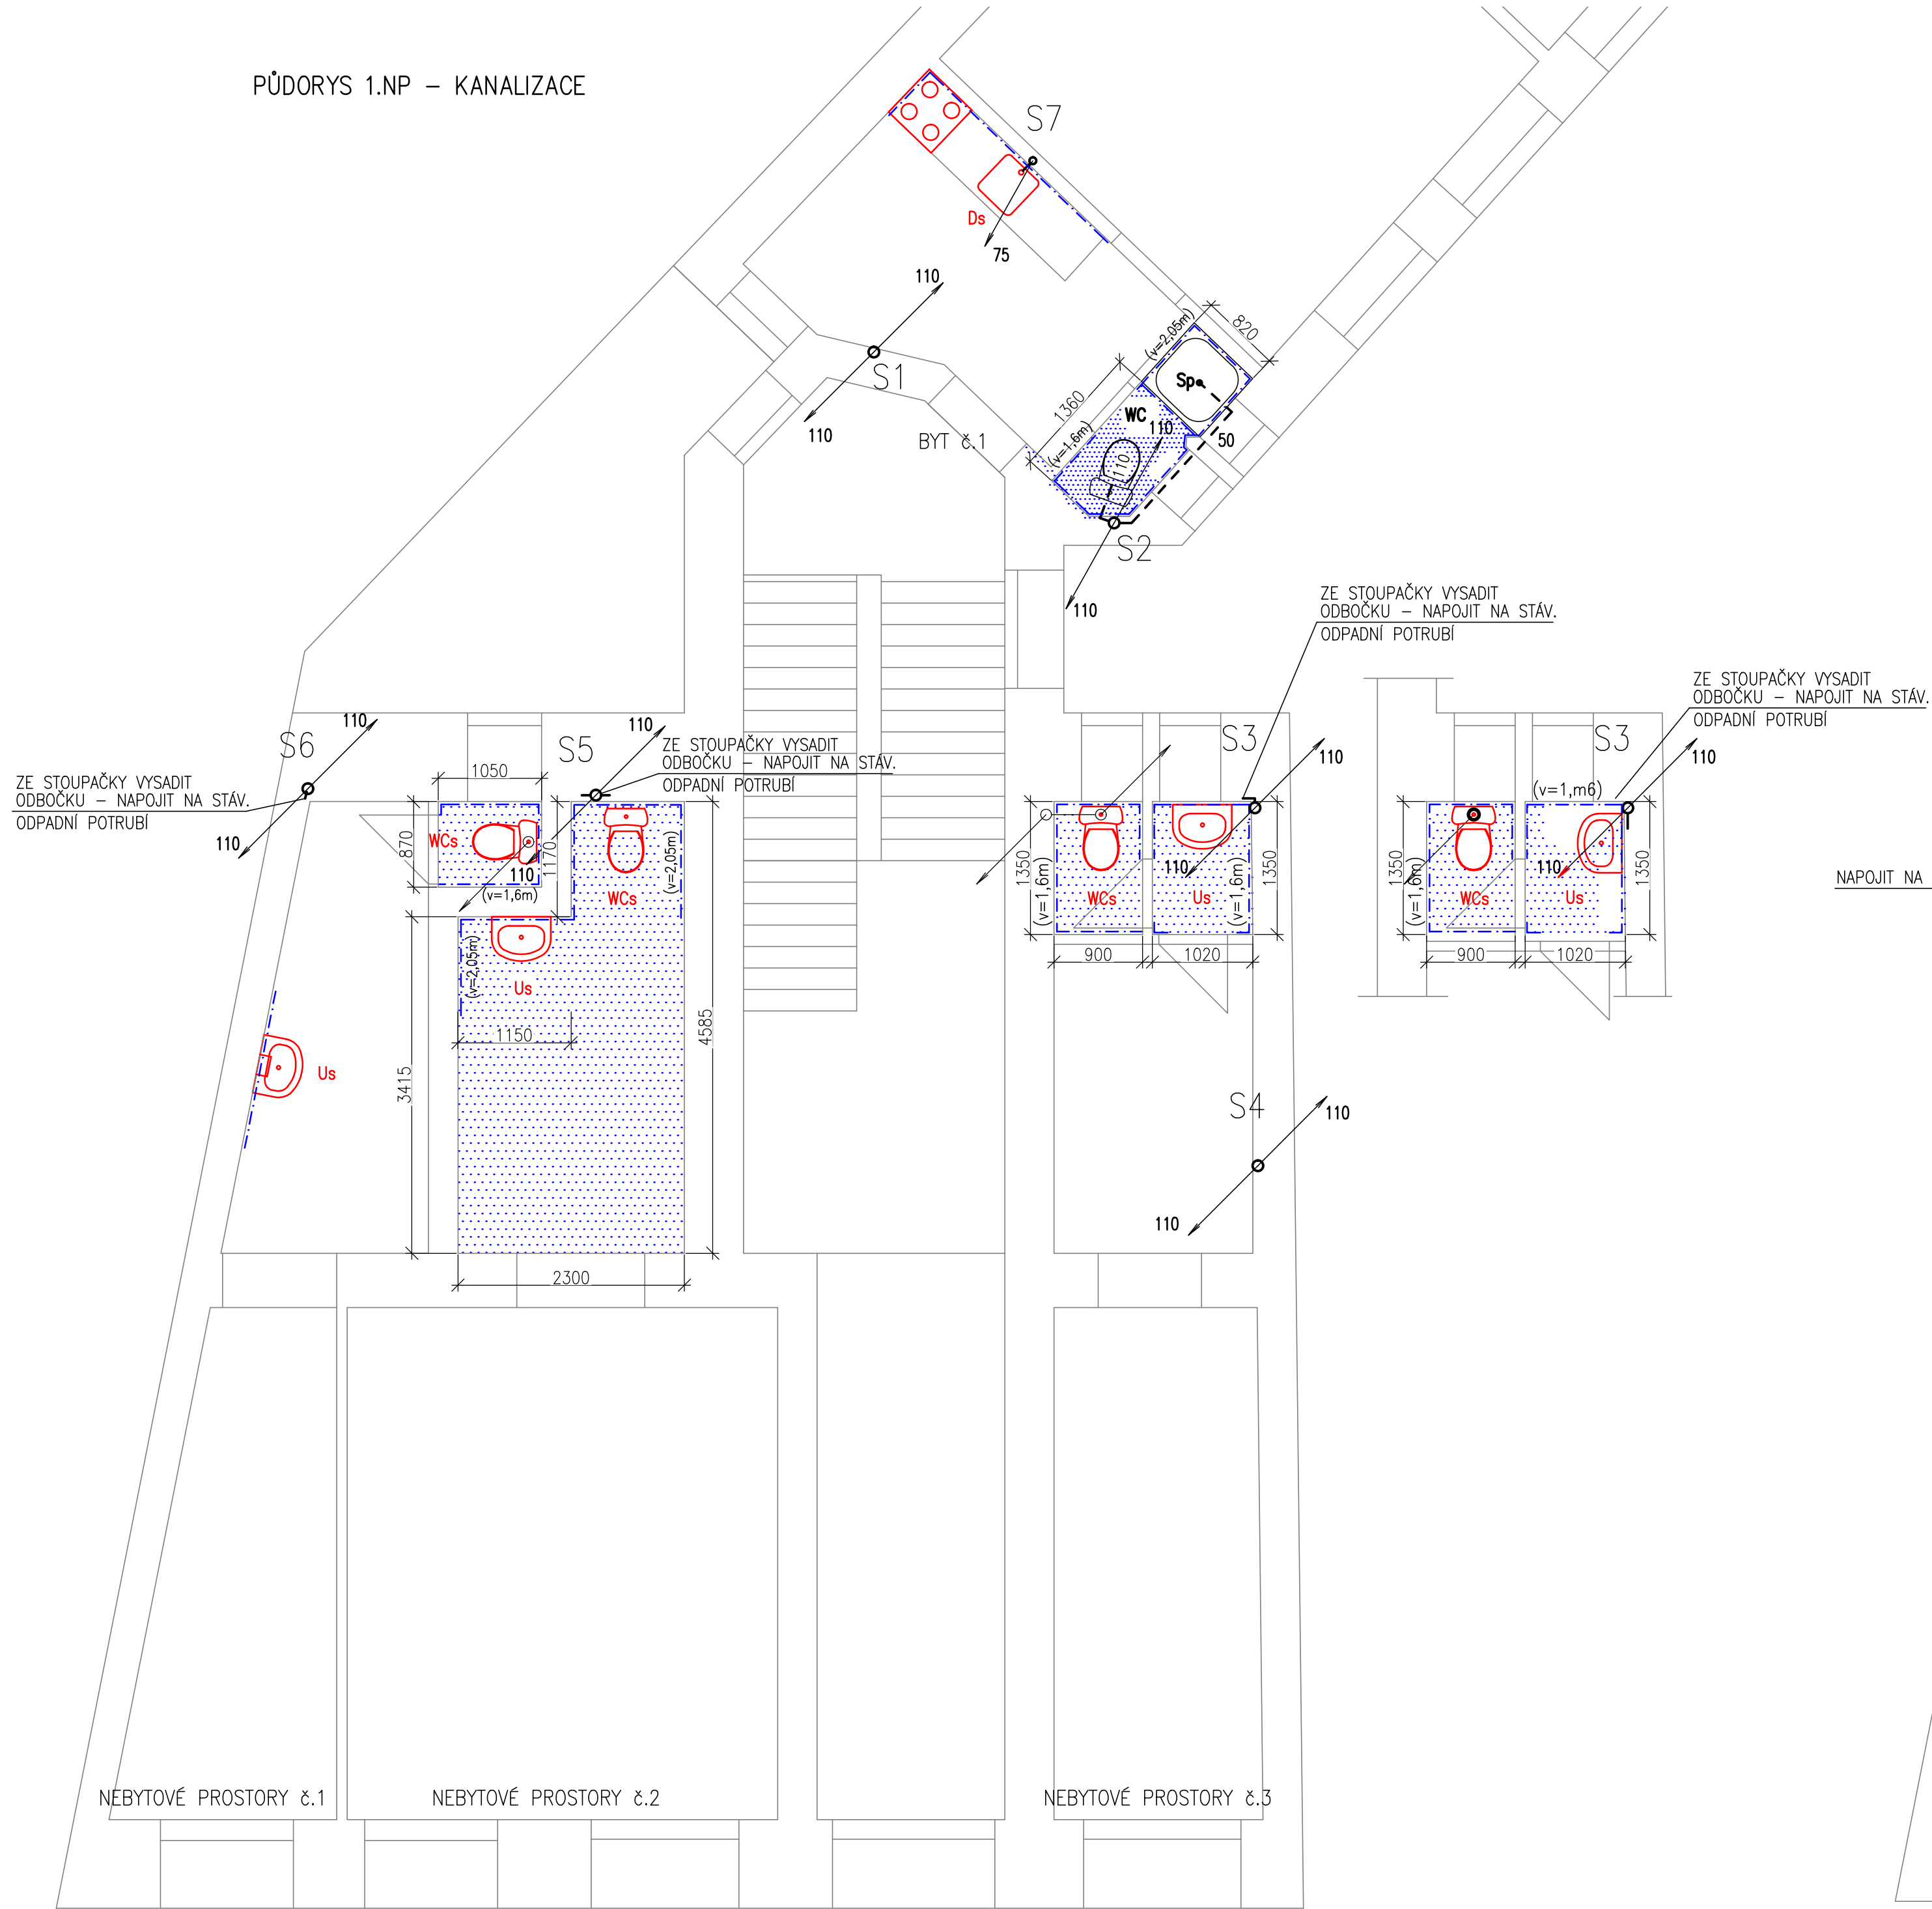 PŮDORYS 1.NP – KANALIZACE
S7
Ds
75
110
S1
110
820
(v=2,05m)
Sp
1360
WC
110
50
(v=1,6m)
110
BYT č.1
S2
110
ZE STOUPAČKY VYSADIT
ODBOČKU – NAPOJIT NA STÁV.
ODPADNÍ POTRUBÍ
ZE STOUPAČKY VYSADIT
ODBOČKU – NAPOJIT NA STÁV.
ODPADNÍ POTRUBÍ
S6
110
S5
110
ZE STOUPAČKY VYSADIT
ODBOČKU – NAPOJIT NA STÁV.
ODPADNÍ POTRUBÍ
ZE STOUPAČKY VYSADIT
ODBOČKU – NAPOJIT NA STÁV.
ODPADNÍ POTRUBÍ
110
1050
870
WCs
1170
110
(v=1,6m)
WCs
(v=2,05m)
(v=2,05m)
Us
1150
4585
3415
Us
2300
S3
110
1350
(v=1,6m)
WCs
110
Us
(v=1,6m)
1350
900
1020
S3
110
(v=1,m6)
1350
(v=1,6m)
WCs
110
Us
1350
900
1020
NAPOJIT NA
S4
110
110
NEBYTOVÉ PROSTORY č.1
NEBYTOVÉ PROSTORY č.2
NEBYTOVÉ PROSTORY č.3